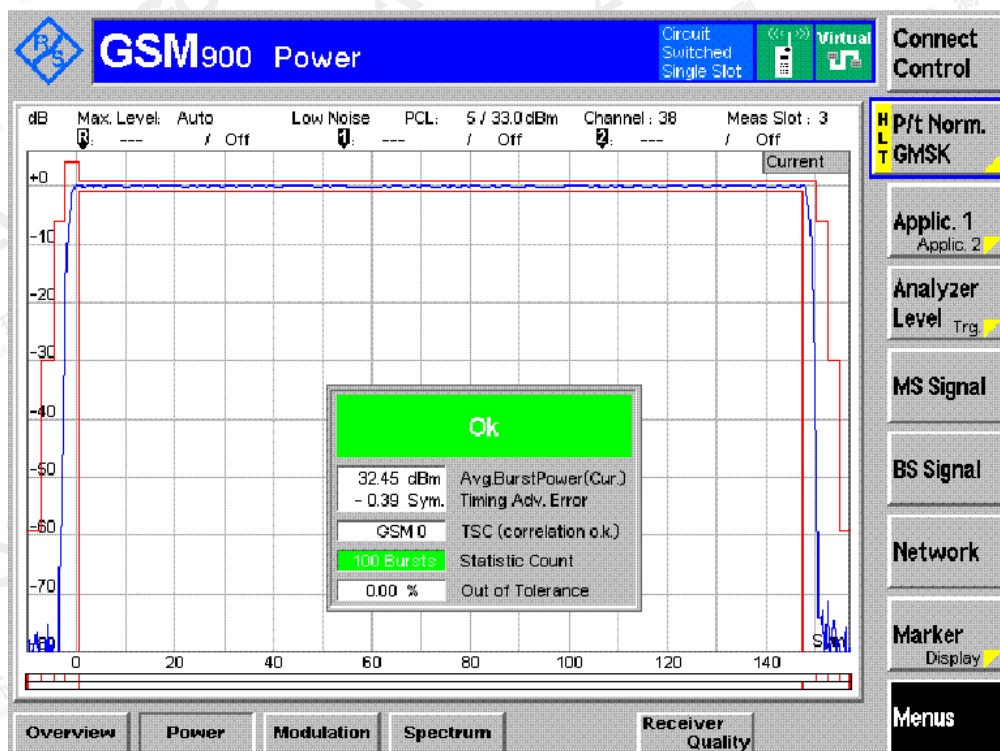 R/S
GSM900 Power
Circuit
Switched
Single Slot
Virtual
Connect
Control
dB Max. Level: Auto Low Noise PCL: 5 / 33.0 dBm Channel : 38 Meas Slot : 3
R: --- / Off 1: --- / Off 2: --- / Off
Current
HLT
P/t Norm.
GMSK
Applic. 1
Applic. 2
Analyzer
Level Trg.
MS Signal
BS Signal
Network
Marker
Display
Menus
+0
-10
-20
-30
-40
-50
-60
-70
Ok
32.45 dBm Avg.BurstPower(Cur.)
- 0.39 Sym. Timing Adv. Error
GSM 0 TSC (correlation o.k.)
100 Bursts Statistic Count
0.00 % Out of Tolerance
0 20 40 60 80 100 120 140
Overview Power Modulation Spectrum Receiver
Quality